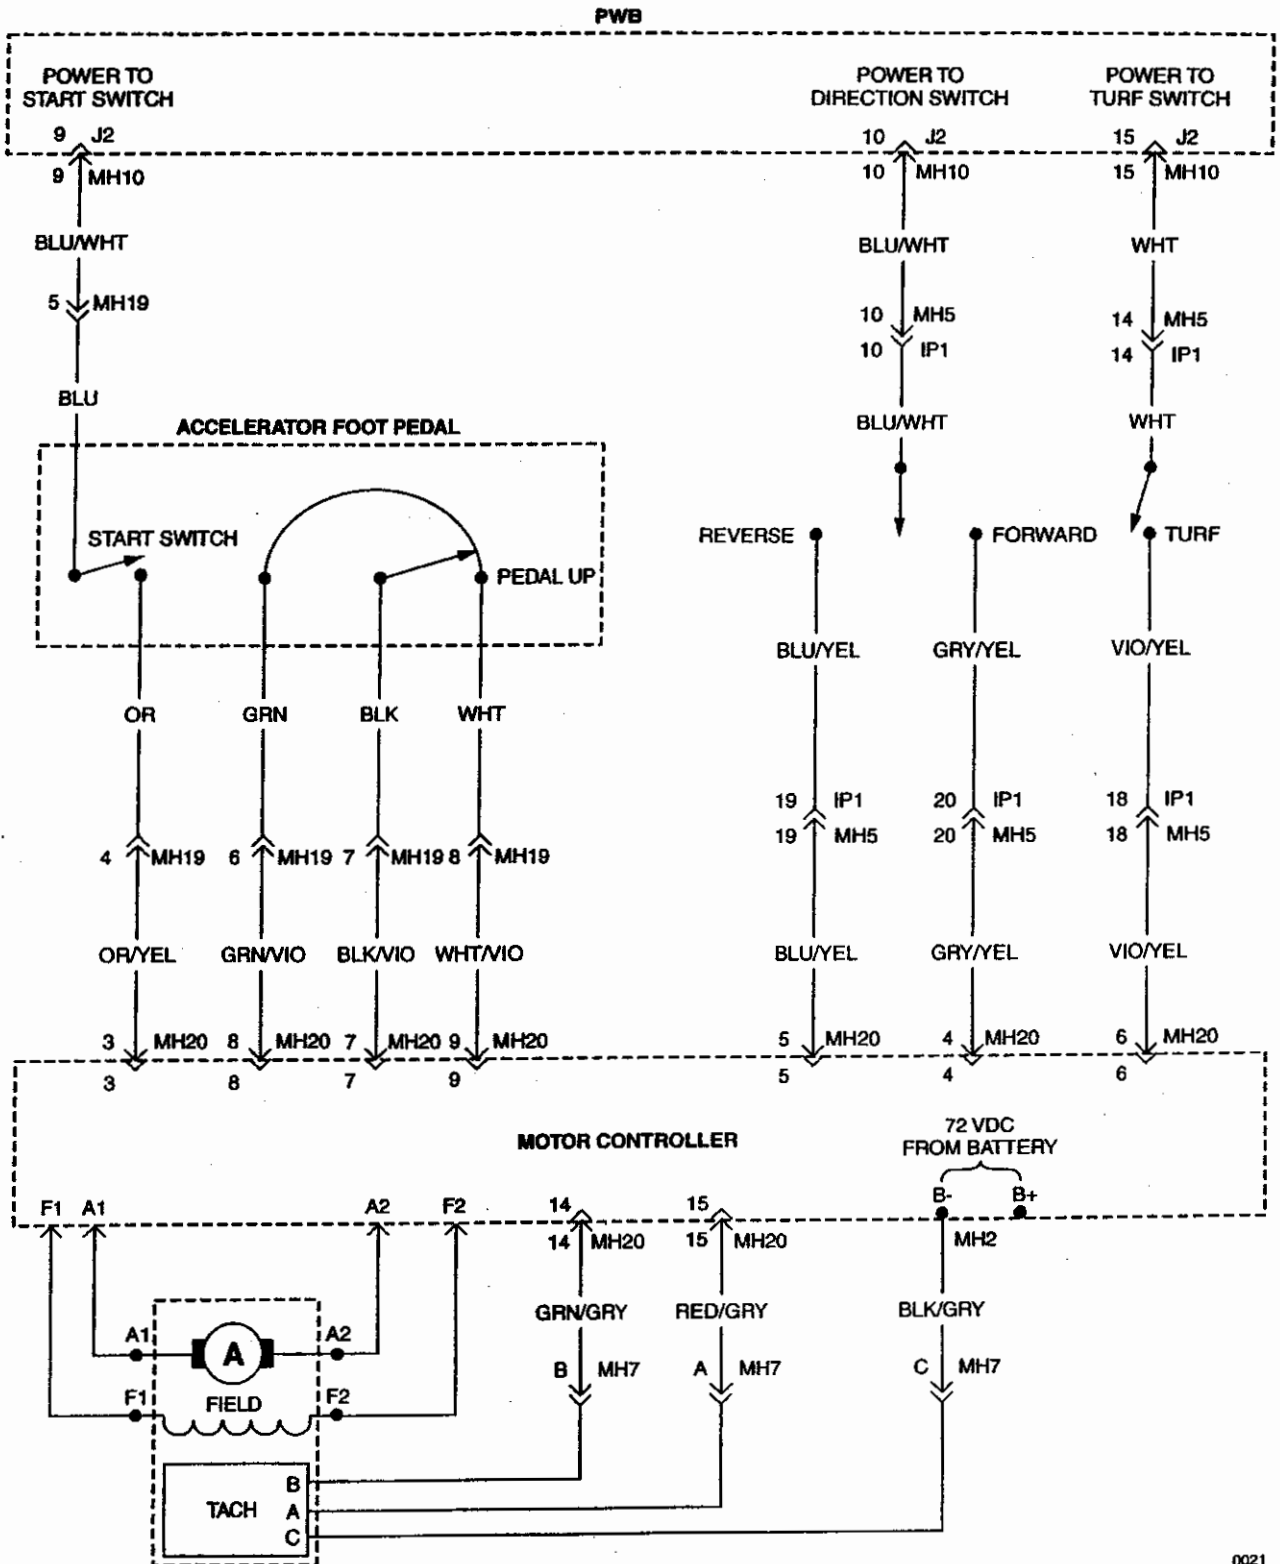 PWB
POWER TO POWER TO POWER TO
START SWITCH DIRECTION SWITCH TURF SWITCH
9 J2 10 J2 15 J2
9 MH10 10 MH10 15 MH10
BLU/WHT BLU/WHT WHT
5 MH19 10 MH5 14 MH5
10 IP1 14 IP1
BLU BLU/WHT WHT
ACCELERATOR FOOT PEDAL
START SWITCH REVERSE FORWARD TURF
PEDAL UP
BLU/YEL GRY/YEL VIO/YEL
OR GRN BLK WHT
19 IP1 20 IP1 18 IP1
19 MH5 20 MH5 18 MH5
4 MH19 6 MH19 7 MH19 8 MH19
OR/YEL GRN/VIO BLK/VIO WHT/VIO BLU/YEL GRY/YEL VIO/YEL
3 MH20 8 MH20 7 MH20 9 MH20 5 MH20 4 MH20 6 MH20
3 8 7 9 5 4 6
72 VDC
MOTOR CONTROLLER FROM BATTERY
F1 A1 A2 F2 14 15 B- B+
14 MH20 15 MH20 MH2
GRN/GRY RED/GRY BLK/GRY
A1 A A2
B MH7 A MH7 C MH7
F1 FIELD F2
B
TACH A
C
0021